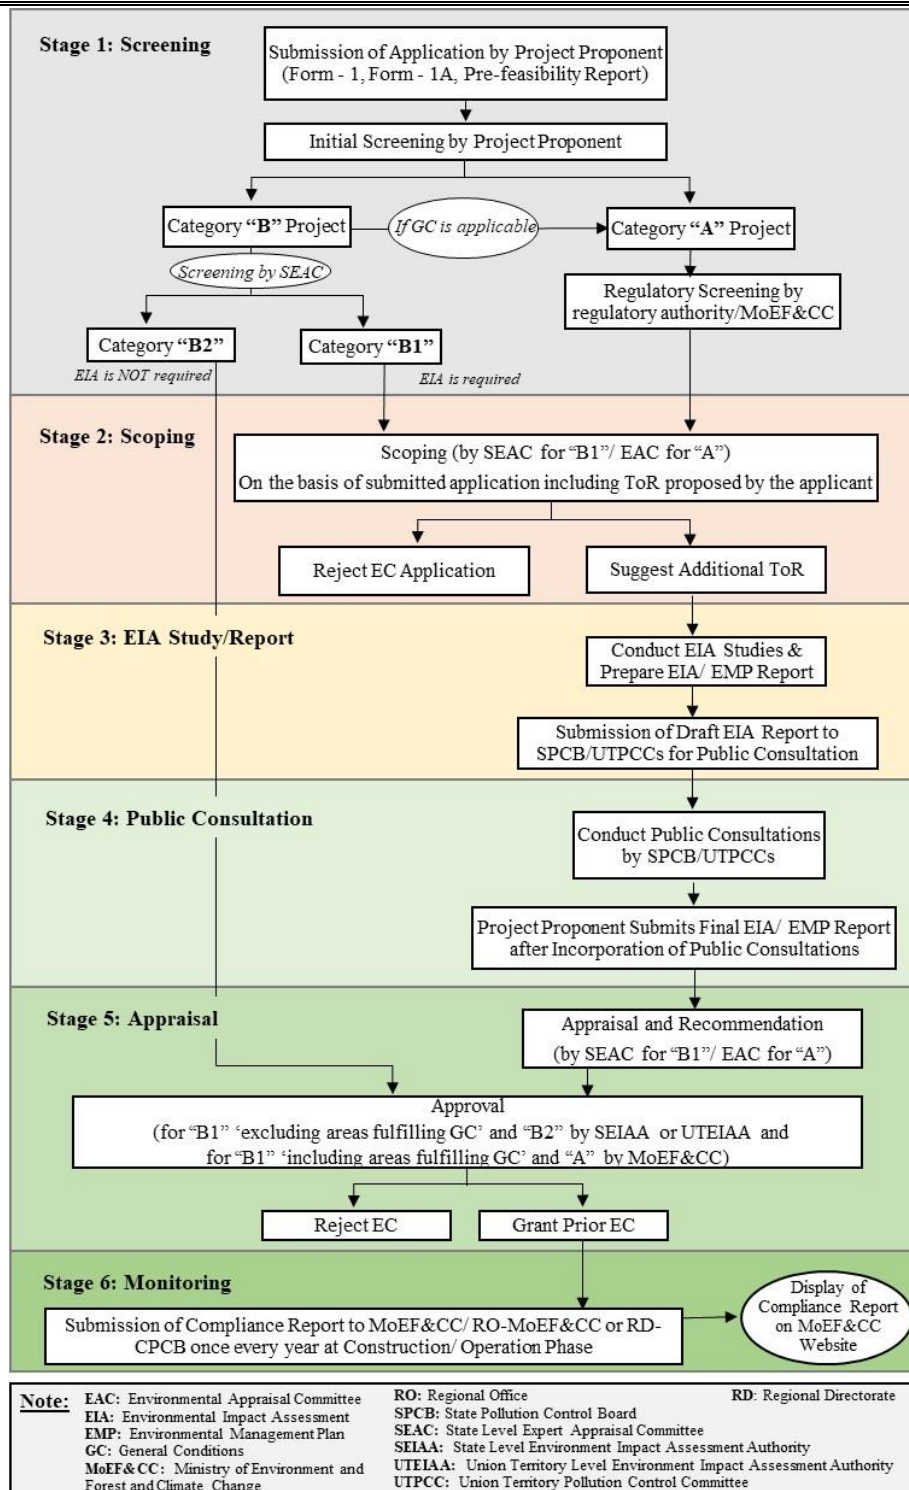 Stage 1: Screening
Submission of Application by Project Proponent
(Form - 1, Form - 1A, Pre-feasibility Report)
Initial Screening by Project Proponent
Category “B” Project
If GC is applicable
Category “A” Project
Screening by SEAC
Regulatory Screening by
regulatory authority/MoEF&CC
Category “B2”
Category “B1”
EIA is NOT required
EIA is required
Stage 2: Scoping
Scoping (by SEAC for “B1”/ EAC for “A”)
On the basis of submitted application including ToR proposed by the applicant
Reject EC Application
Suggest Additional ToR
Stage 3: EIA Study/Report
Conduct EIA Studies &
Prepare EIA/ EMP Report
Submission of Draft EIA Report to
SPCB/UTPCCs for Public Consultation
Stage 4: Public Consultation
Conduct Public Consultations
by SPCB/UTPCCs
Project Proponent Submits Final EIA/ EMP Report
after Incorporation of Public Consultations
Stage 5: Appraisal
Appraisal and Recommendation
(by SEAC for “B1”/ EAC for “A”)
Approval
(for “B1” ‘excluding areas fulfilling GC’ and “B2” by SEIAA or UTEIAA and
for “B1” ‘including areas fulfilling GC’ and “A” by MoEF&CC)
Reject EC
Grant Prior EC
Stage 6: Monitoring
Submission of Compliance Report to MoEF&CC/ RO-MoEF&CC or RD-
CPCB once every year at Construction/ Operation Phase
Display of
Compliance Report
on MoEF&CC
Website
Note:
EAC: Environmental Appraisal Committee
EIA: Environmental Impact Assessment
EMP: Environmental Management Plan
GC: General Conditions
MoEF&CC: Ministry of Environment and
Forest and Climate Change
RO: Regional Office
RD: Regional Directorate
SPCB: State Pollution Control Board
SEAC: State Level Expert Appraisal Committee
SEIAA: State Level Environment Impact Assessment Authority
UTEIAA: Union Territory Level Environment Impact Assessment Authority
UTPCC: Union Territory Pollution Control Committee